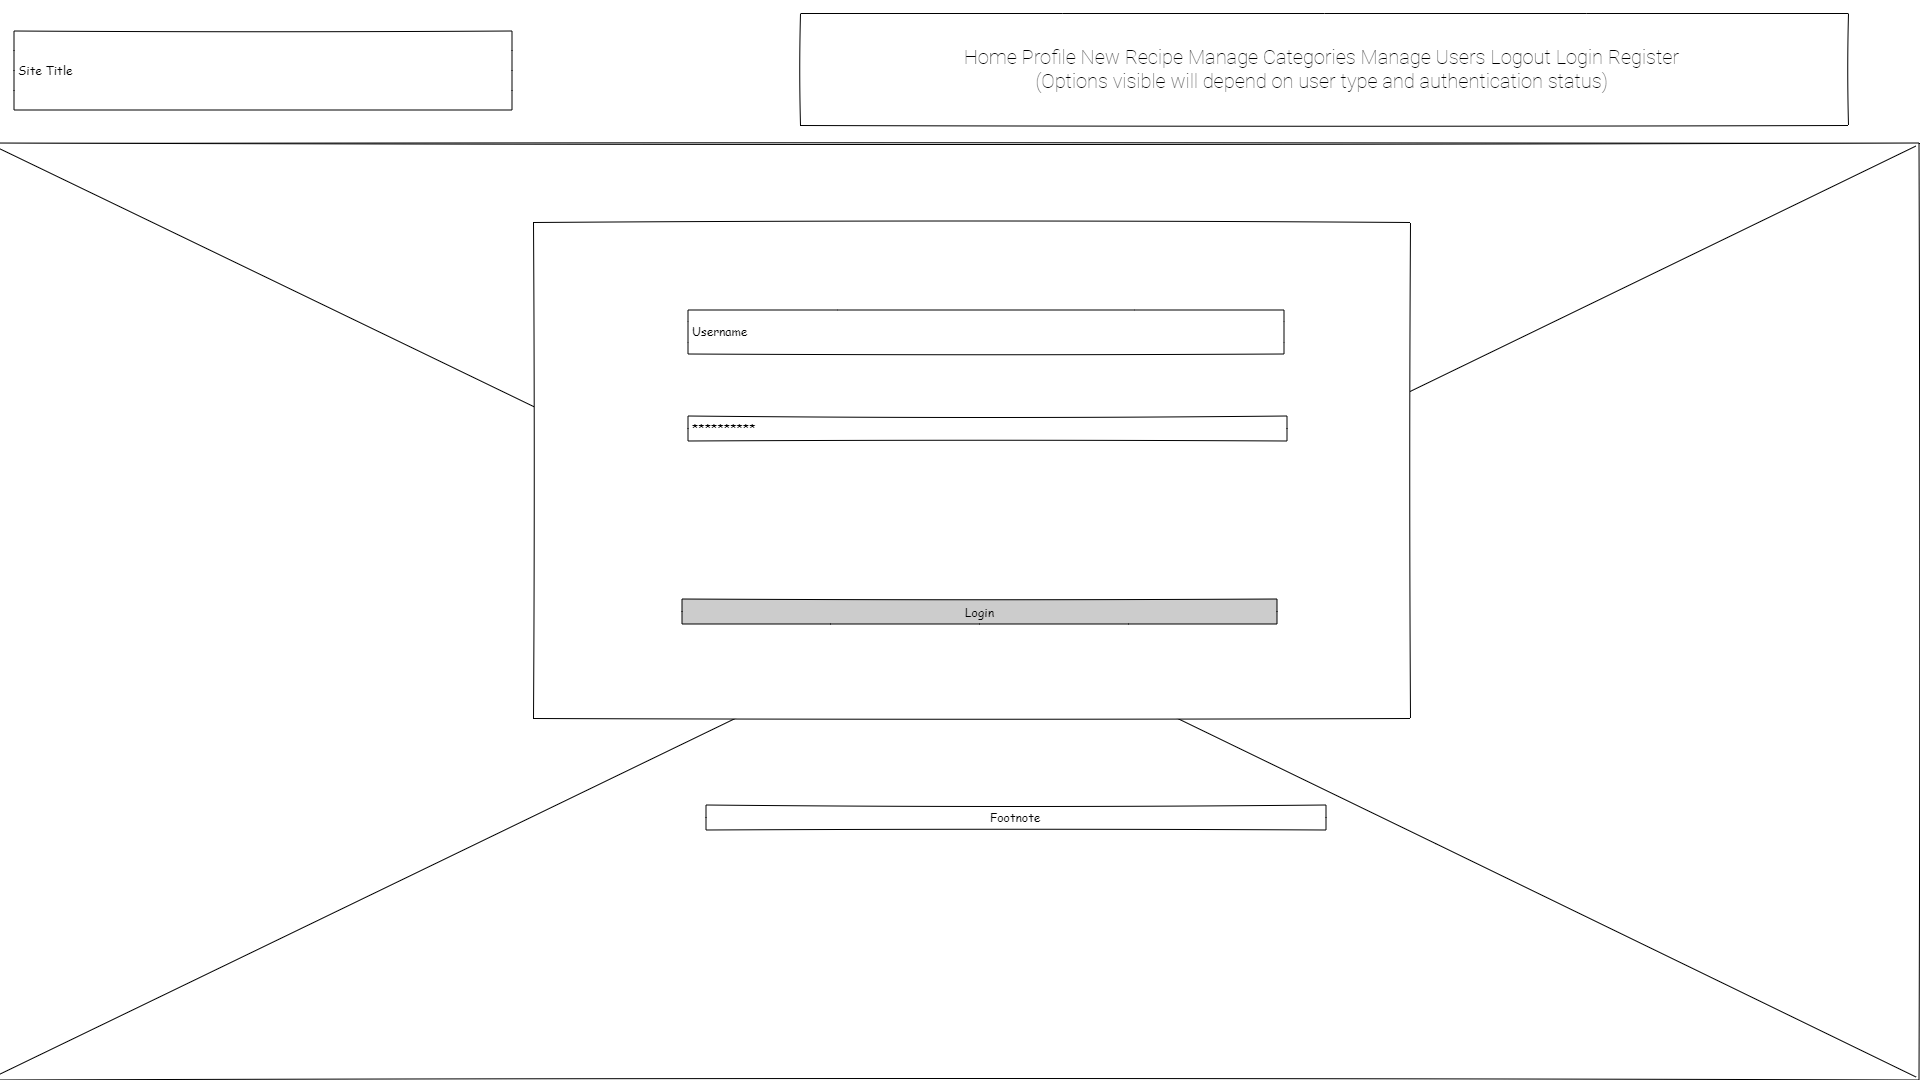 Site Title
Home Profile New Recipe Manage Categories Manage Users Logout Login Register
(Options visible will depend on user type and authentication status)
Username
**********
Login
Footnote